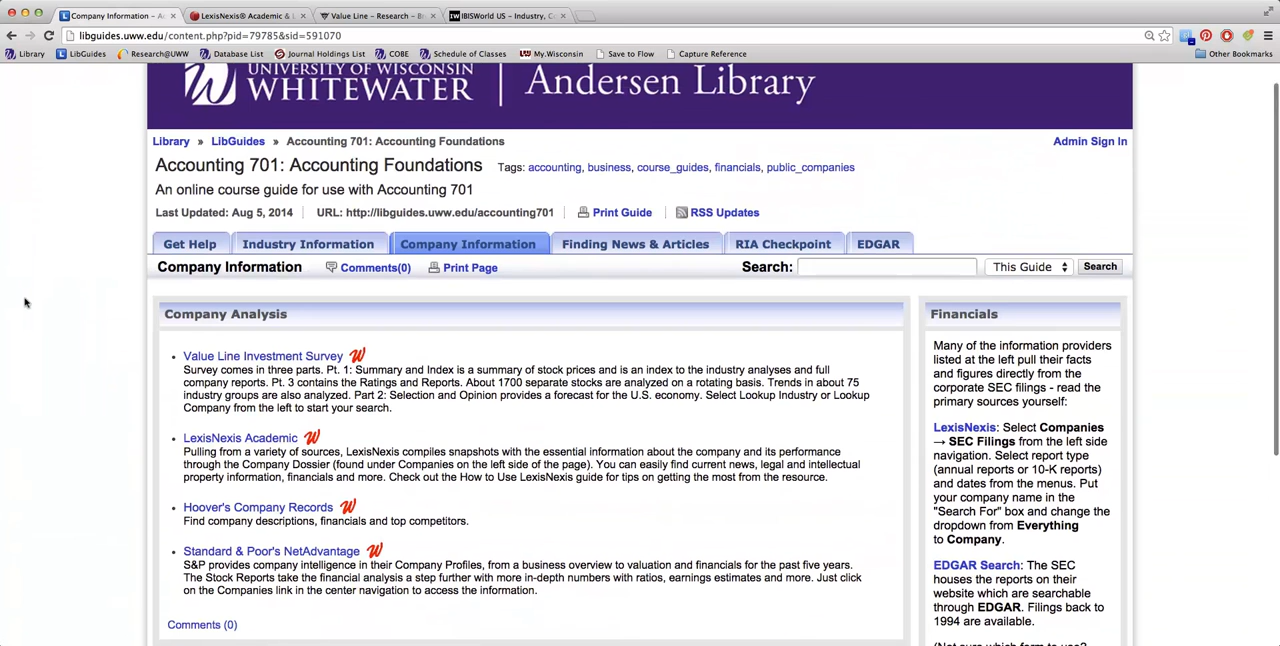 Company Information – Ac
LexisNexis® Academic & L
Value Line – Research – Br
IBISWorld US – Industry, C
libguides.uww.edu/content.php?pid=79785&sid=591070
Library LibGuides Research@UWW Database List Journal Holdings List COBE Schedule of Classes My.Wisconsin Save to Flow Capture Reference Other Bookmarks
UNIVERSITY OF WISCONSIN
WHITEWATER
Andersen Library
Library » LibGuides » Accounting 701: Accounting Foundations
Admin Sign In
Accounting 701: Accounting Foundations Tags: accounting, business, course_guides, financials, public_companies
An online course guide for use with Accounting 701
Last Updated: Aug 5, 2014 URL: http://libguides.uww.edu/accounting701 Print Guide RSS Updates
Get Help Industry Information Company Information Finding News & Articles RIA Checkpoint EDGAR
Company Information Comments(0) Print Page Search: This Guide Search
Company Analysis
Value Line Investment Survey W
Survey comes in three parts. Pt. 1: Summary and Index is a summary of stock prices and is an index to the industry analyses and full
company reports. Pt. 3 contains the Ratings and Reports. About 1700 separate stocks are analyzed on a rotating basis. Trends in about 75
industry groups are also analyzed. Part 2: Selection and Opinion provides a forecast for the U.S. economy. Select Lookup Industry or Lookup
Company from the left to start your search.
LexisNexis Academic W
Pulling from a variety of sources, LexisNexis compiles snapshots with the essential information about the company and its performance
through the Company Dossier (found under Companies on the left side of the page). You can easily find current news, legal and intellectual
property information, financials and more. Check out the How to Use LexisNexis guide for tips on getting the most from the resource.
Hoover's Company Records W
Find company descriptions, financials and top competitors.
Standard & Poor's NetAdvantage W
S&P provides company intelligence in their Company Profiles, from a business overview to valuation and financials for the past five years.
The Stock Reports take the financial analysis a step further with more in-depth numbers with ratios, earnings estimates and more. Just click
on the Companies link in the center navigation to access the information.
Comments (0)
Financials
Many of the information providers
listed at the left pull their facts
and figures directly from the
corporate SEC filings - read the
primary sources yourself:
LexisNexis: Select Companies
→ SEC Filings from the left side
navigation. Select report type
(annual reports or 10-K reports)
and dates from the menus. Put
your company name in the
"Search For" box and change the
dropdown from Everything
to Company.
EDGAR Search: The SEC
houses the reports on their
website which are searchable
through EDGAR. Filings back to
1994 are available.